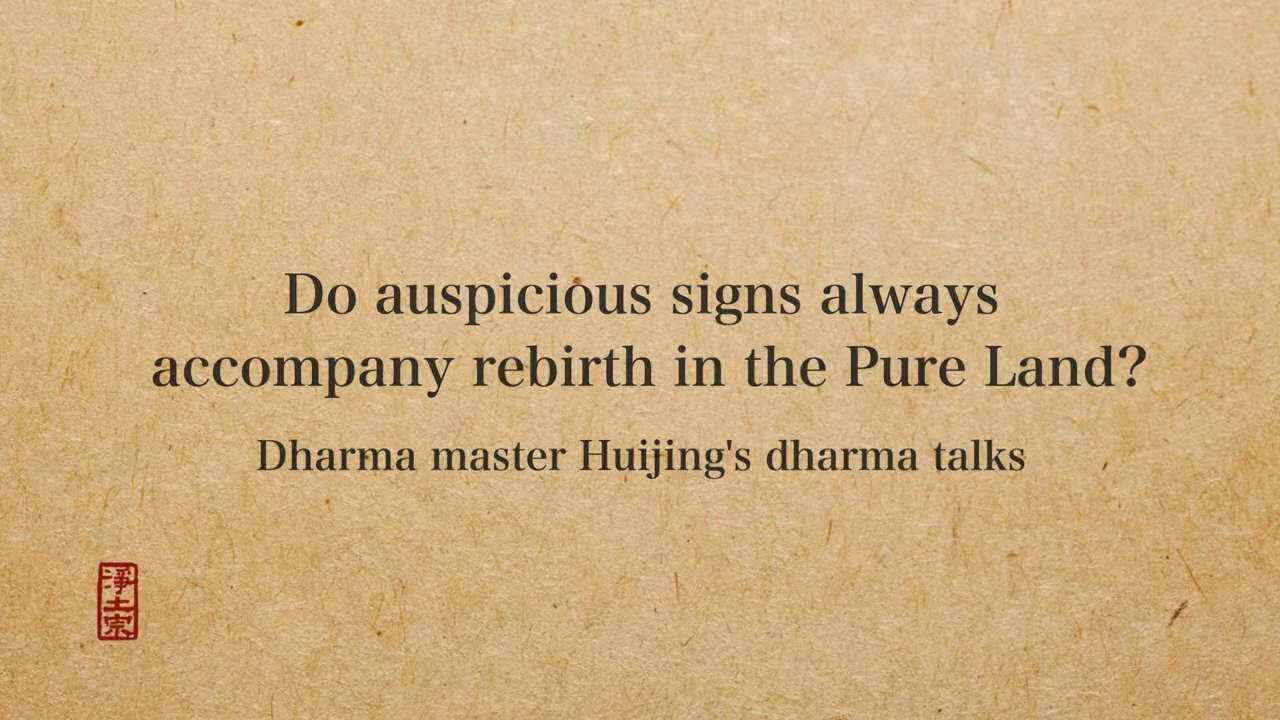 Do auspicious signs always
accompany rebirth in the Pure Land?
Dharma master Huijing's dharma talks
淨土宗